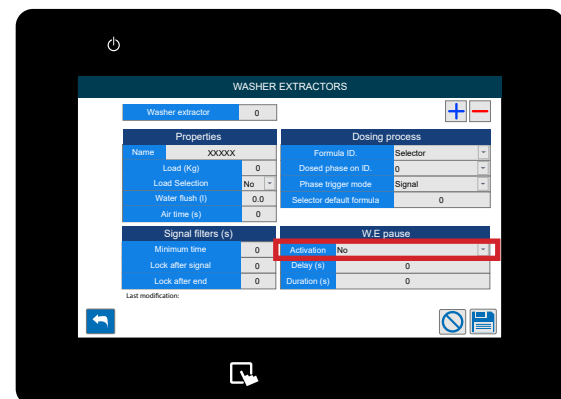 WASHER EXTRACTORS
Washer extractor 0
Properties
Name XXXXX
Load (Kg) 0
Load Selection No
Water flush (l) 0.0
Air time (s) 0
Dosing process
Formula ID. Selector
Dosed phase on ID. 0
Phase trigger mode Signal
Selector default formula 0
Signal filters (s)
Minimum time 0
Lock after signal 0
Lock after end 0
W.E pause
Activation No
Delay (s) 0
Duration (s) 0
Last modification: